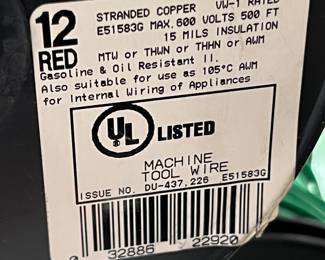 12
RED
STRANDED COPPER VW-1 RATED
E51583G MAX. 600 VOLTS 500 FT
15 MILS INSULATION
MTW or THWN or THHN or AWM
Gasoline & Oil Resistant II.
Also suitable for use as 105°C AWM
for Internal Wiring of Appliances
UL LISTED
MACHINE
TOOL WIRE
ISSUE NO. DU-437,226 E51583G
0 32886 22920